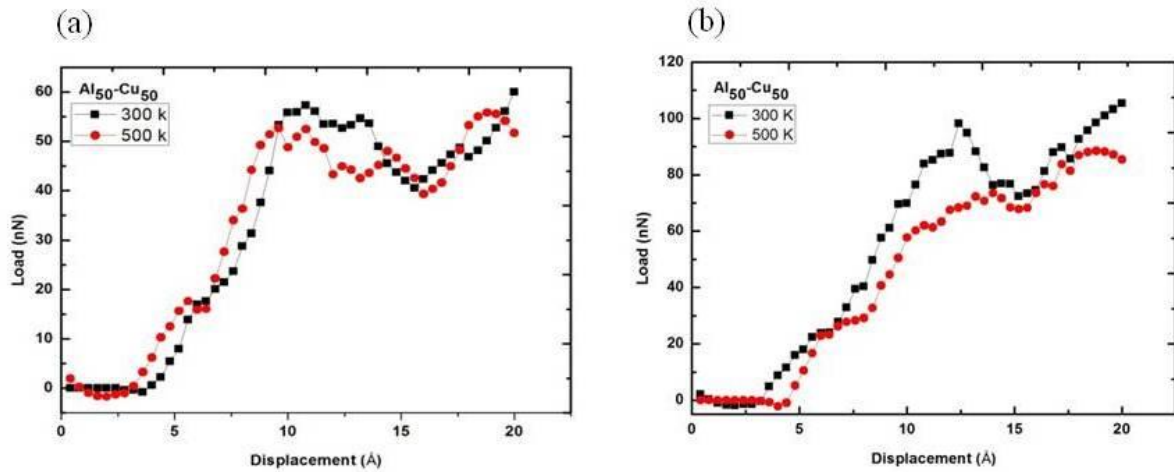 (a)
Al50-Cu50
300 k
500 k
60
50
40
30
20
10
0
Load (nN)
0 5 10 15 20
Displacement (Å)
(b)
Al50-Cu50
300 K
500 K
120
100
80
60
40
20
0
Load (nN)
0 5 10 15 20
Displacement (Å)